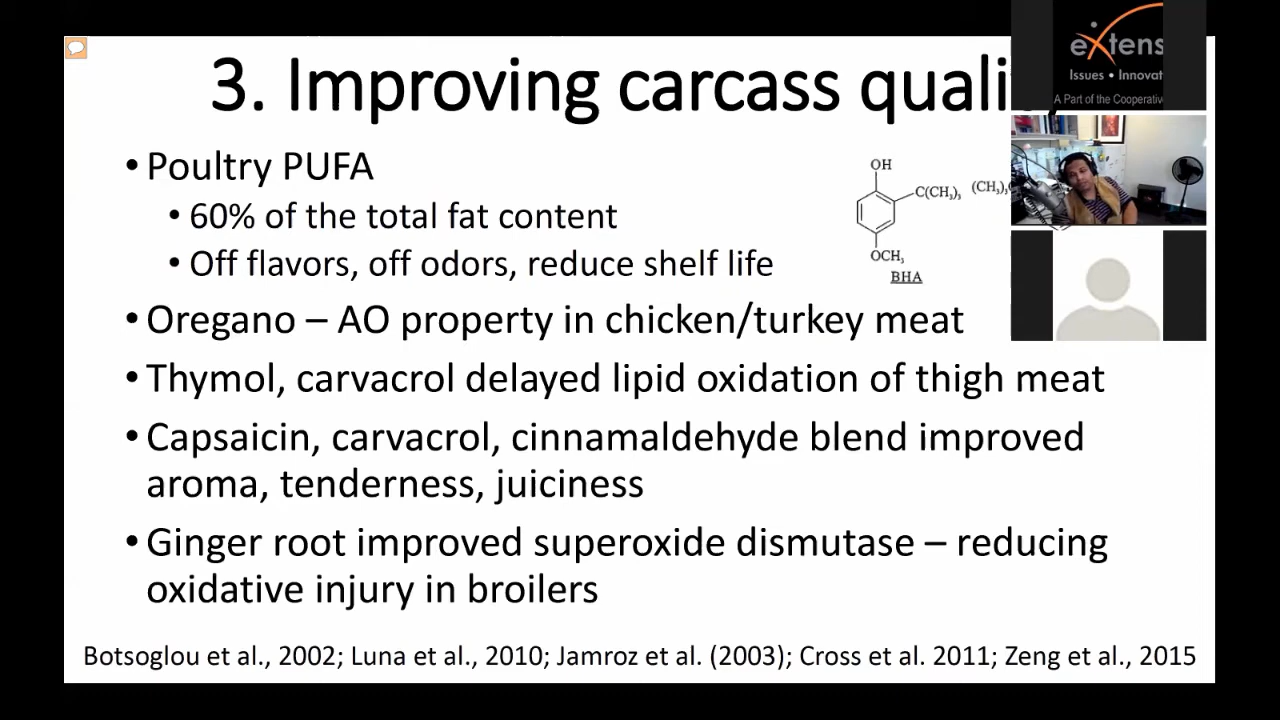 3. Improving carcass quali
• Poultry PUFA
• 60% of the total fat content
• Off flavors, off odors, reduce shelf life
• Oregano – AO property in chicken/turkey meat
• Thymol, carvacrol delayed lipid oxidation of thigh meat
• Capsaicin, carvacrol, cinnamaldehyde blend improved
aroma, tenderness, juiciness
• Ginger root improved superoxide dismutase – reducing
oxidative injury in broilers
Botsoglou et al., 2002; Luna et al., 2010; Jamroz et al. (2003); Cross et al. 2011; Zeng et al., 2015
OH
C(CH₃)₃ (CH₃)₃
OCH₃
BHA
eXtens
Issues • Innovat
A Part of the Cooperative